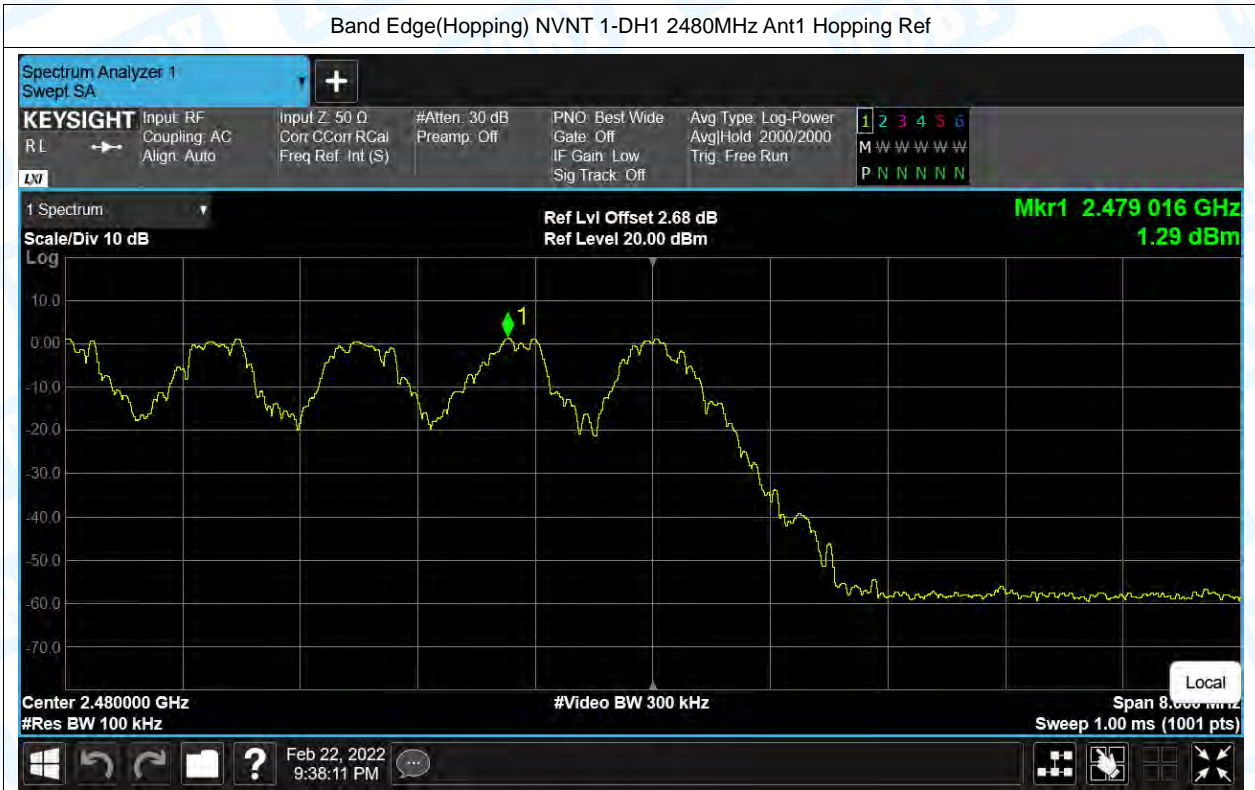 Band Edge(Hopping) NVNT 1-DH1 2480MHz Ant1 Hopping Ref
Spectrum Analyzer 1
Swept SA
+
KEYSIGHT Input: RF Input Z: 50 Ω #Atten: 30 dB PNO: Best Wide Avg Type: Log-Power 1 2 3 4 5 6
RL Coupling: AC Corr CCorr RCal Preamp: Off Gate: Off Avg|Hold: 2000/2000 M W W W W W
Align: Auto Freq Ref: Int (S) IF Gain: Low Trig: Free Run P N N N N N
LXI Sig Track: Off
1 Spectrum Ref Lvl Offset 2.68 dB Mkr1 2.479 016 GHz
Scale/Div 10 dB Ref Level 20.00 dBm 1.29 dBm
Log
10.0
1
0.00
-10.0
-20.0
-30.0
-40.0
-50.0
-60.0
-70.0
Local
Center 2.480000 GHz #Video BW 300 kHz Span
#Res BW 100 kHz Sweep 1.00 ms (1001 pts)
? Feb 22, 2022
9:38:11 PM